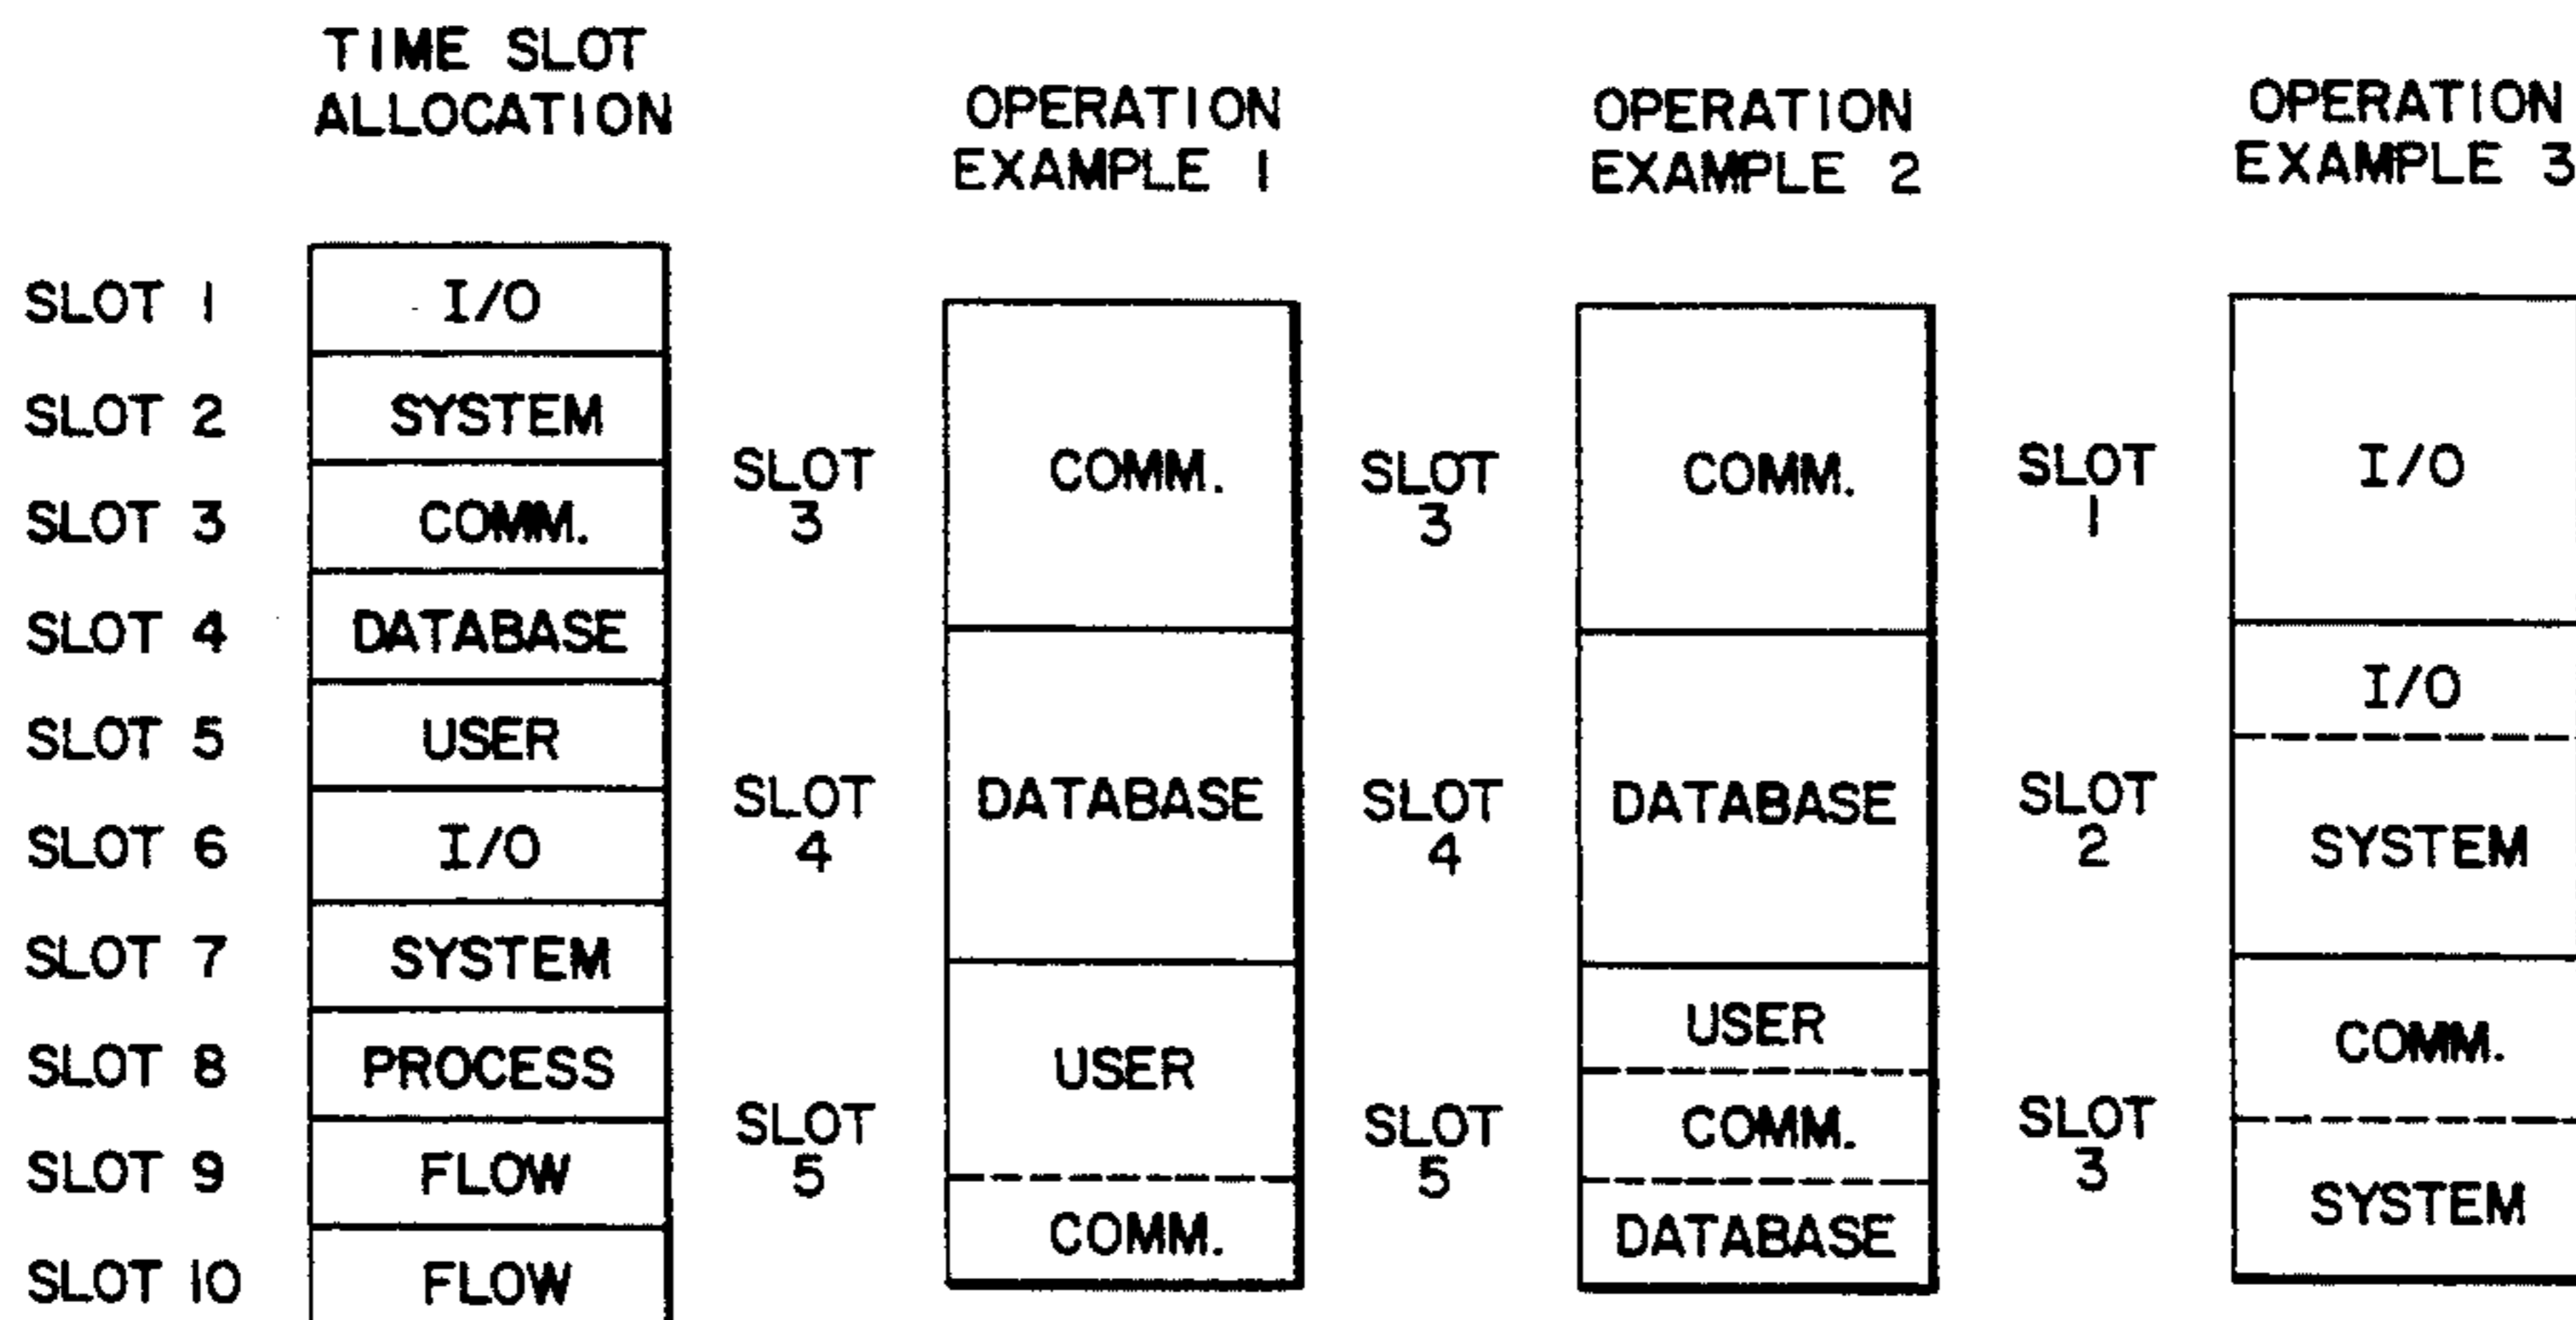 TIME SLOT
ALLOCATION
SLOT 1
I/O
SLOT 2
SYSTEM
SLOT 3
COMM.
SLOT 4
DATABASE
SLOT 5
USER
SLOT 6
I/O
SLOT 7
SYSTEM
SLOT 8
PROCESS
SLOT 9
FLOW
SLOT 10
FLOW
OPERATION
EXAMPLE 1
SLOT
3
COMM.
SLOT
4
DATABASE
SLOT
5
USER
COMM.
OPERATION
EXAMPLE 2
SLOT
3
COMM.
SLOT
4
DATABASE
SLOT
5
USER
COMM.
DATABASE
OPERATION
EXAMPLE 3
SLOT
1
I/O
SLOT
2
I/O
SYSTEM
SLOT
3
COMM.
SYSTEM